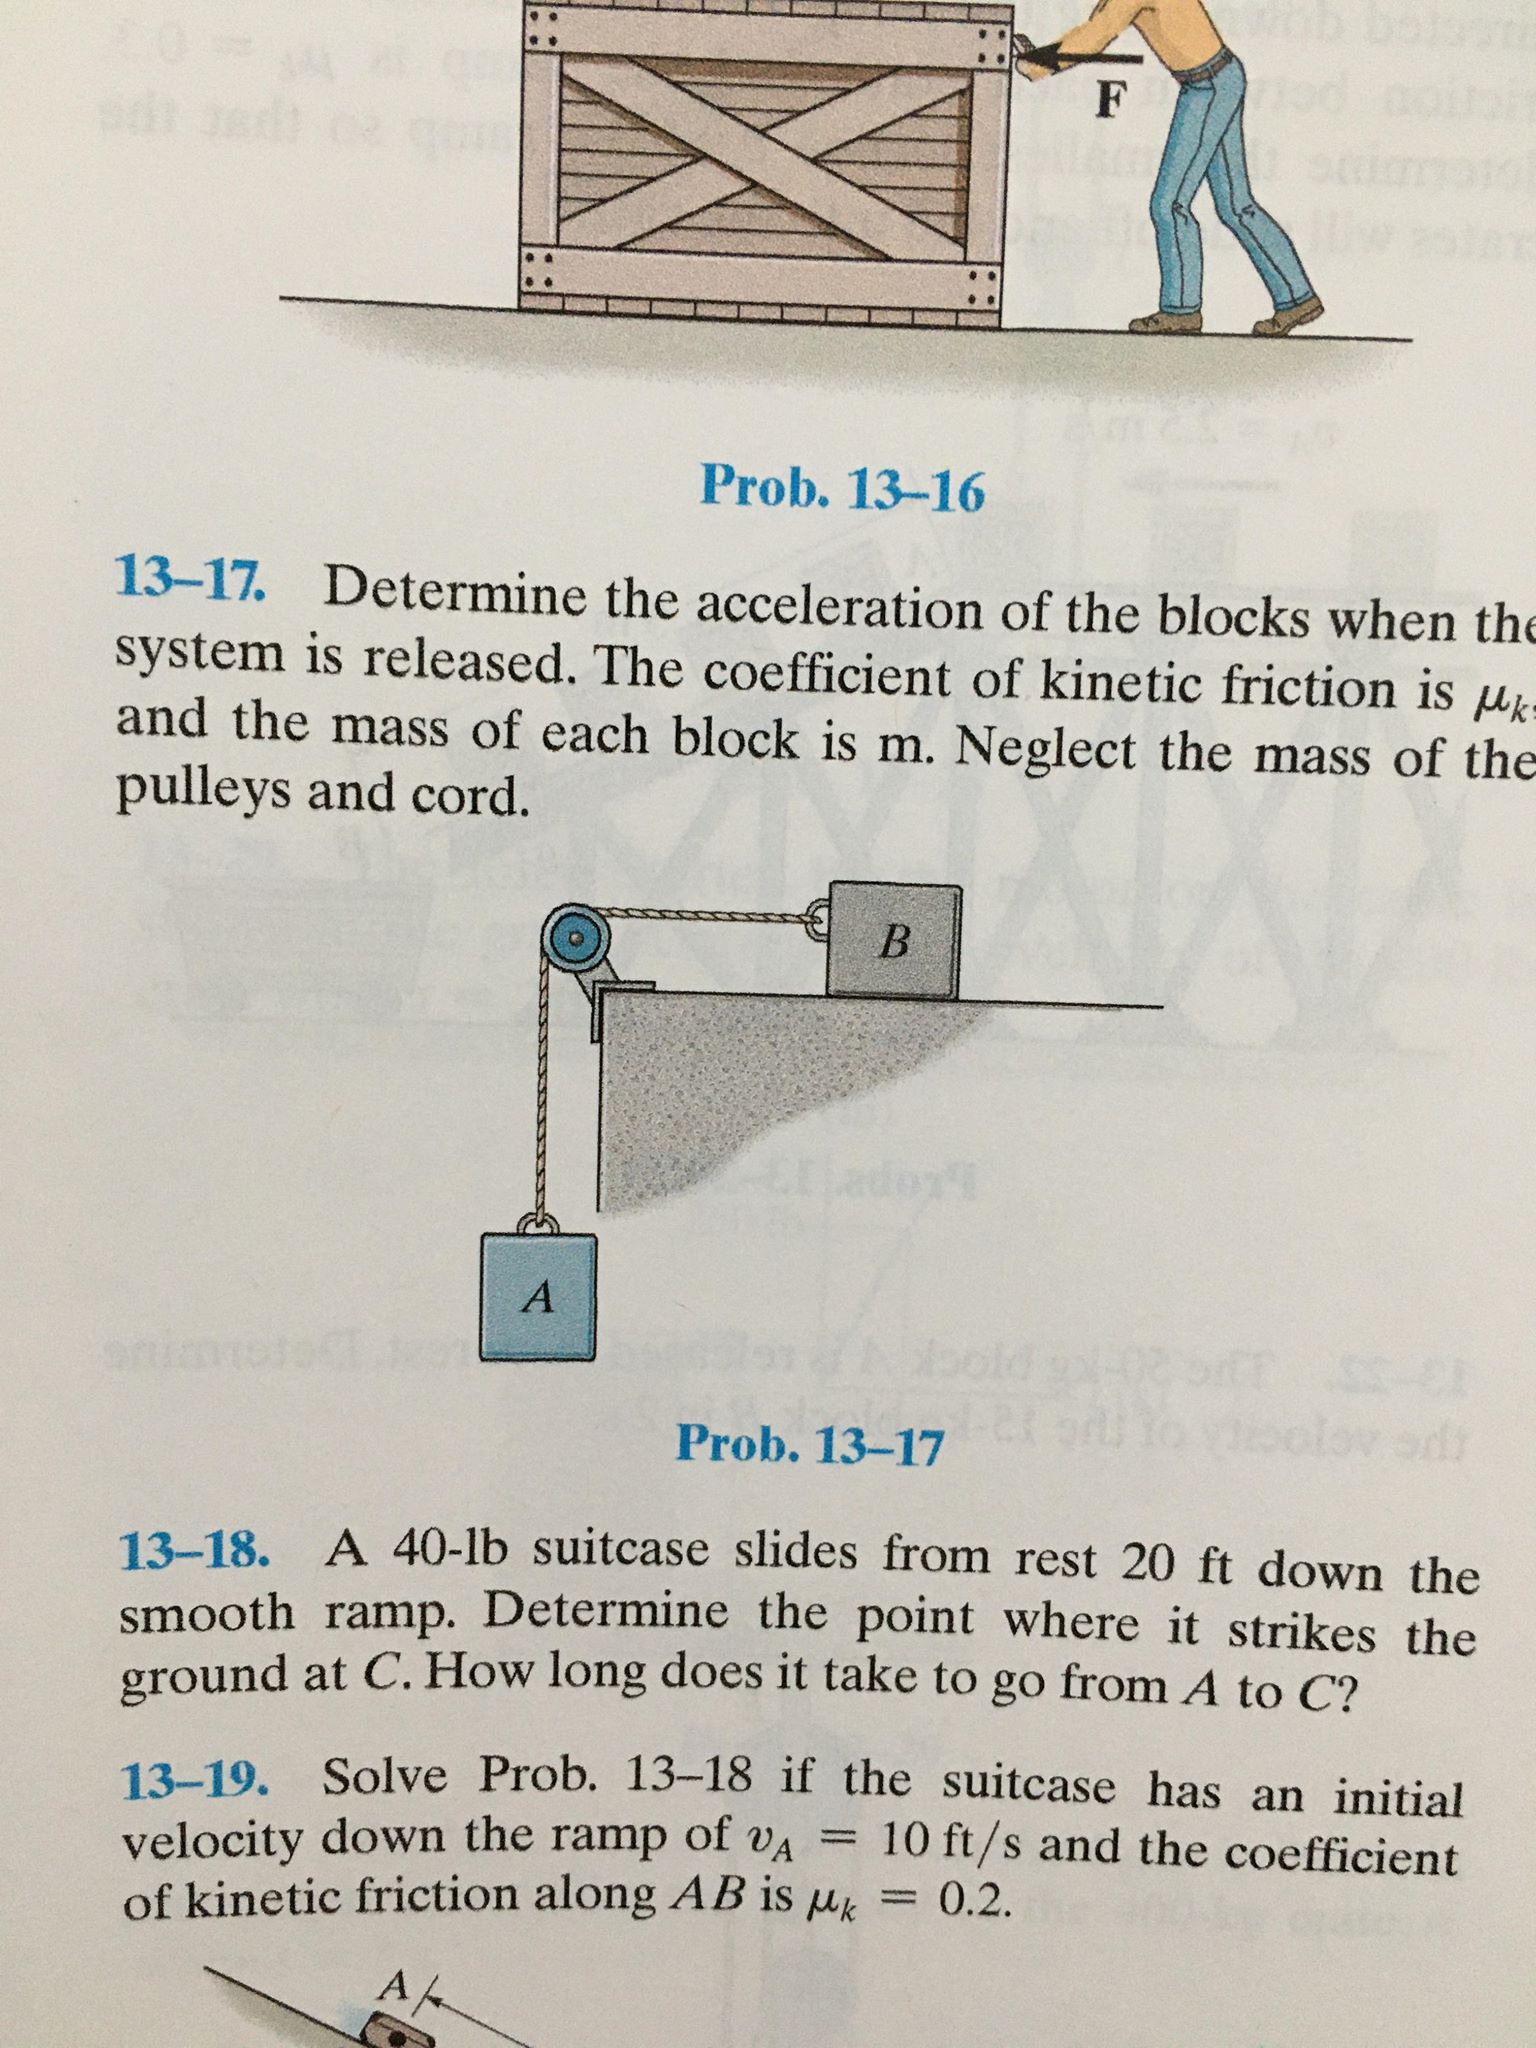 F
Prob. 13–16
13–17. Determine the acceleration of the blocks when the
system is released. The coefficient of kinetic friction is μk,
and the mass of each block is m. Neglect the mass of the
pulleys and cord.
B
A
Prob. 13–17
13–18. A 40-lb suitcase slides from rest 20 ft down the
smooth ramp. Determine the point where it strikes the
ground at C. How long does it take to go from A to C?
13–19. Solve Prob. 13–18 if the suitcase has an initial
velocity down the ramp of vA = 10 ft/s and the coefficient
of kinetic friction along AB is μk = 0.2.
A